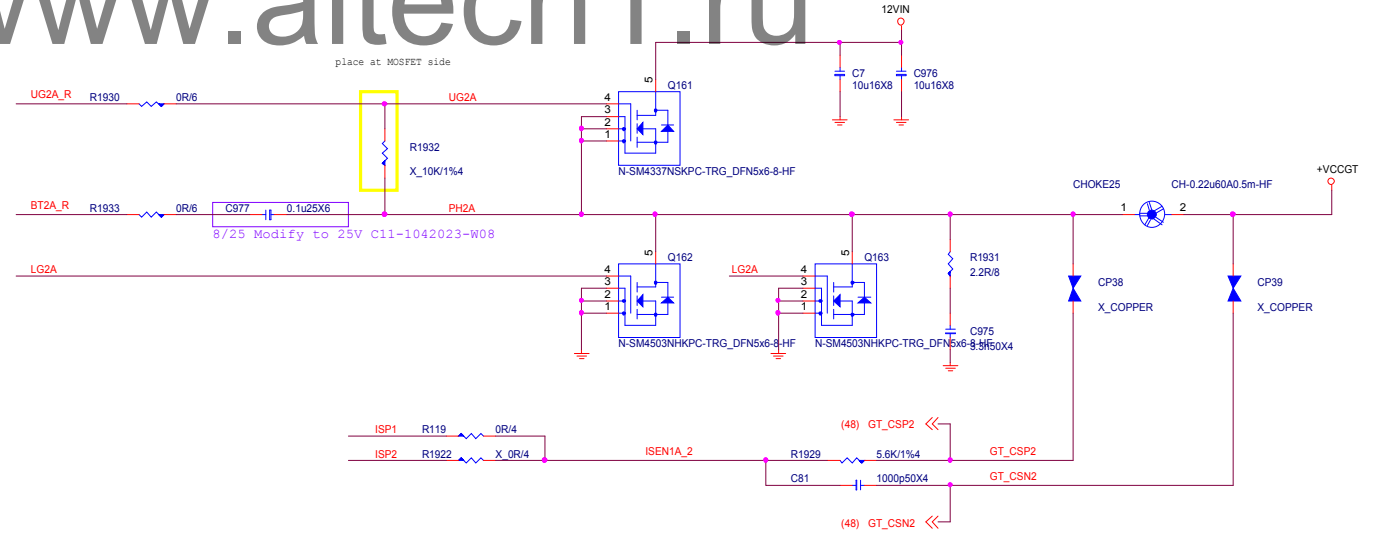 www.altech1.ru
12VIN
place at MOSFET side
UG2A_R R1930 0R/6 UG2A
Q161
5
4
3
2
1
C7
10u16X8
C976
10u16X8
R1932
X_10K/1%4
N-SM4337NSKPC-TRG_DFN5x6-8-HF
+VCCGT
CHOKE25 CH-0.22u60A0.5m-HF
1 2
BT2A_R R1933 0R/6 C977 0.1u25X6 PH2A
8/25 Modify to 25V C11-1042023-W08
LG2A
Q162
5
4
3
2
1
N-SM4503NHKPC-TRG_DFN5x6-8-HF
LG2A
Q163
5
4
3
2
1
N-SM4503NHKPC-TRG_DFN5x6-8-HF
R1931
2.2R/8
C975
3.3n50X4
CP38
X_COPPER
CP39
X_COPPER
ISP1 R119 0R/4
ISP2 R1922 X_0R/4
ISEN1A_2
(48) GT_CSP2
R1929 5.6K/1%4 GT_CSP2
C81 1000p50X4 GT_CSN2
(48) GT_CSN2